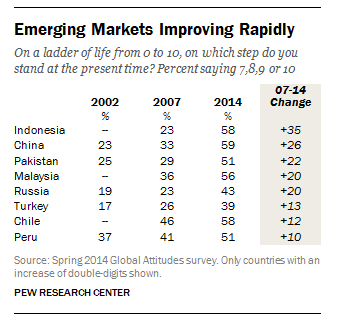 Emerging Markets Improving Rapidly
On a ladder of life from 0 to 10, on which step do you
stand at the present time? Percent saying 7,8,9 or 10
2002 2007 2014 07-14 Change
% % %
Indonesia – 23 58 +35
China 23 33 59 +26
Pakistan 25 29 51 +22
Malaysia – 36 56 +20
Russia 19 23 43 +20
Turkey 17 26 39 +13
Chile – 46 58 +12
Peru 37 41 51 +10
Source: Spring 2014 Global Attitudes survey. Only countries with an
increase of double-digits shown.
PEW RESEARCH CENTER